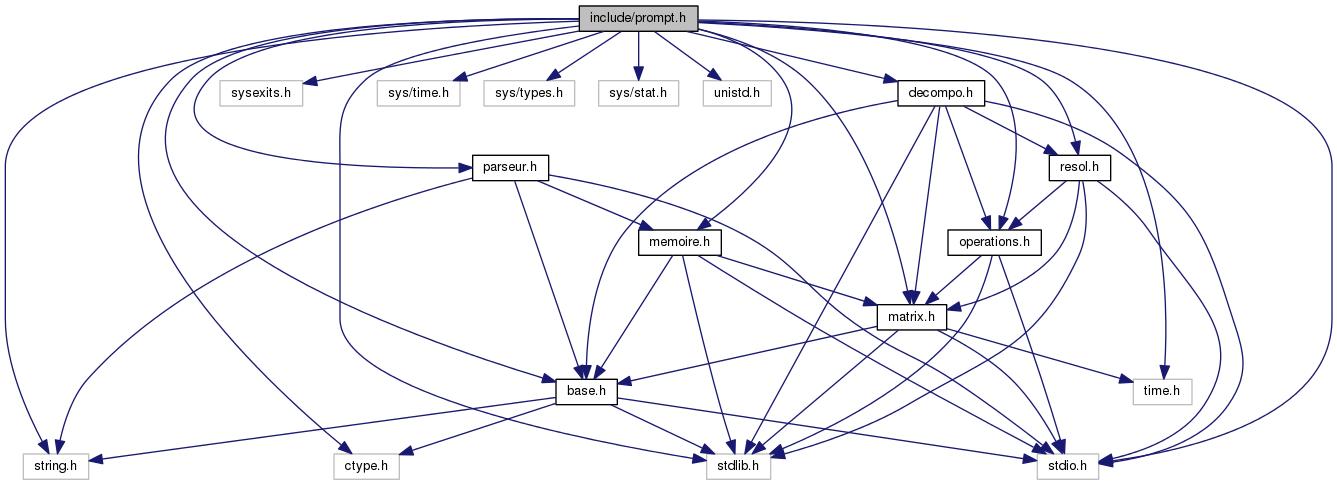 include/prompt.h
sysexits.h
sys/time.h
sys/types.h
sys/stat.h
unistd.h
decompo.h
parseur.h
resol.h
memoire.h
operations.h
matrix.h
base.h
time.h
string.h
ctype.h
stdlib.h
stdio.h